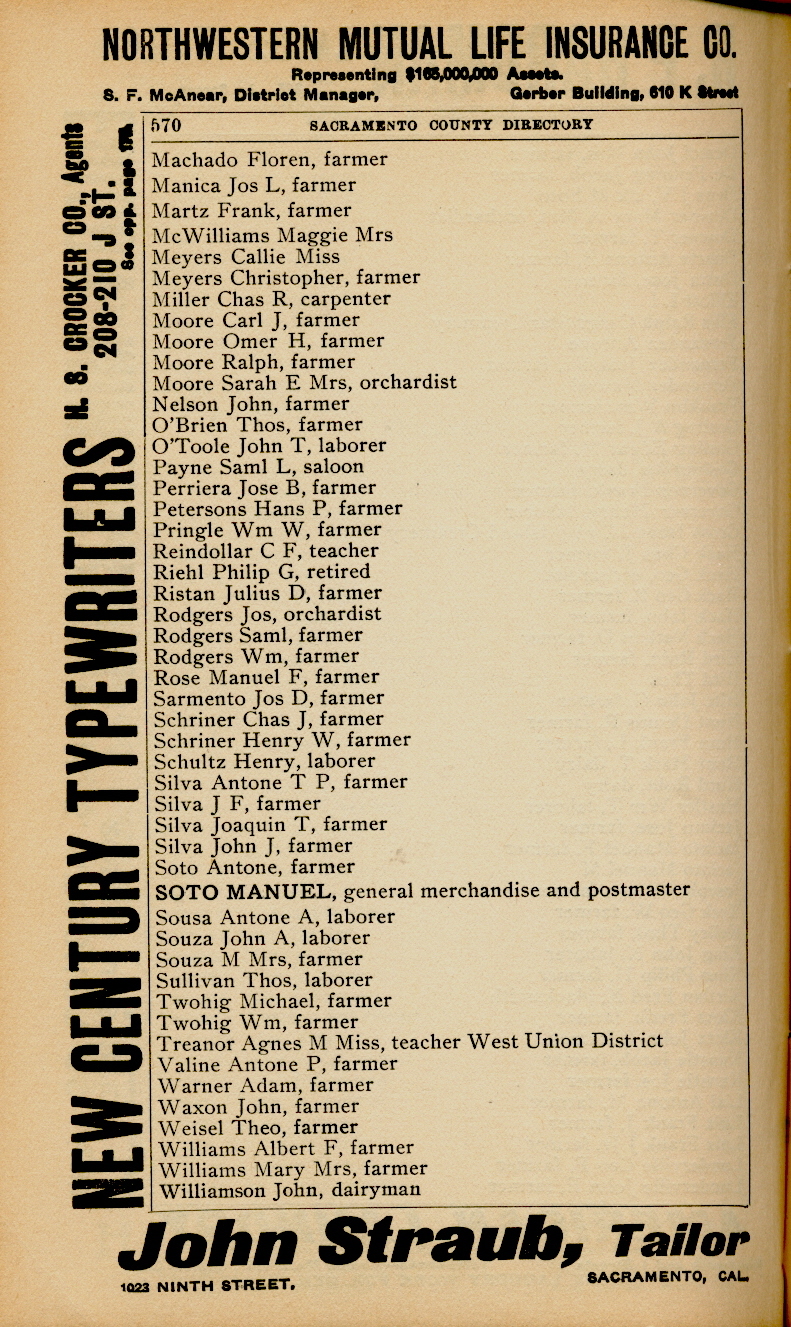 NORTHWESTERN MUTUAL LIFE INSURANCE CO.
Representing $165,000,000 Assets.
S. F. McAnear, District Manager, Gerber Building, 610 K Street
570 SACRAMENTO COUNTY DIRECTORY
Machado Floren, farmer
Manica Jos L, farmer
Martz Frank, farmer
McWilliams Maggie Mrs
Meyers Callie Miss
Meyers Christopher, farmer
Miller Chas R, carpenter
Moore Carl J, farmer
Moore Omer H, farmer
Moore Ralph, farmer
Moore Sarah E Mrs, orchardist
Nelson John, farmer
O'Brien Thos, farmer
O'Toole John T, laborer
Payne Saml L, saloon
Perriera Jose B, farmer
Petersons Hans P, farmer
Pringle Wm W, farmer
Reindollar C F, teacher
Riehl Philip G, retired
Ristan Julius D, farmer
Rodgers Jos, orchardist
Rodgers Saml, farmer
Rodgers Wm, farmer
Rose Manuel F, farmer
Sarmento Jos D, farmer
Schriner Chas J, farmer
Schriner Henry W, farmer
Schultz Henry, laborer
Silva Antone T P, farmer
Silva J F, farmer
Silva Joaquin T, farmer
Silva John J, farmer
Soto Antone, farmer
SOTO MANUEL, general merchandise and postmaster
Sousa Antone A, laborer
Souza John A, laborer
Souza M Mrs, farmer
Sullivan Thos, laborer
Twohig Michael, farmer
Twohig Wm, farmer
Treanor Agnes M Miss, teacher West Union District
Valine Antone P, farmer
Warner Adam, farmer
Waxon John, farmer
Weisel Theo, farmer
Williams Albert F, farmer
Williams Mary Mrs, farmer
Williamson John, dairyman
NEW CENTURY TYPEWRITERS
H. S. CROCKER CO., Agents
208-210 J ST.
See opp. page
John Straub, Tailor
1023 NINTH STREET. SACRAMENTO, CAL.